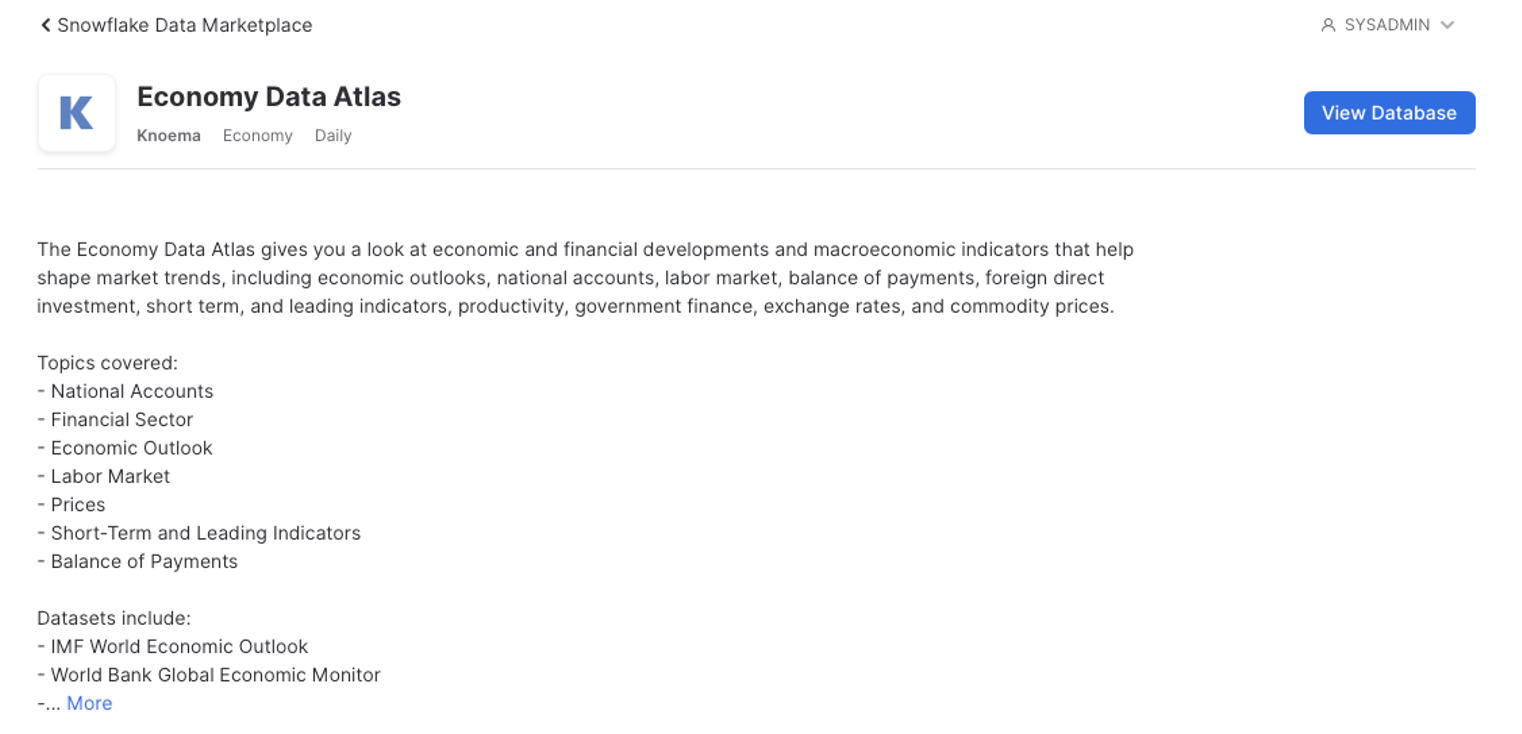 Snowflake Data Marketplace
SYSADMIN
K
Economy Data Atlas
Knoema Economy Daily
View Database
The Economy Data Atlas gives you a look at economic and financial developments and macroeconomic indicators that help
shape market trends, including economic outlooks, national accounts, labor market, balance of payments, foreign direct
investment, short term, and leading indicators, productivity, government finance, exchange rates, and commodity prices.
Topics covered:
- National Accounts
- Financial Sector
- Economic Outlook
- Labor Market
- Prices
- Short-Term and Leading Indicators
- Balance of Payments
Datasets include:
- IMF World Economic Outlook
- World Bank Global Economic Monitor
-... More